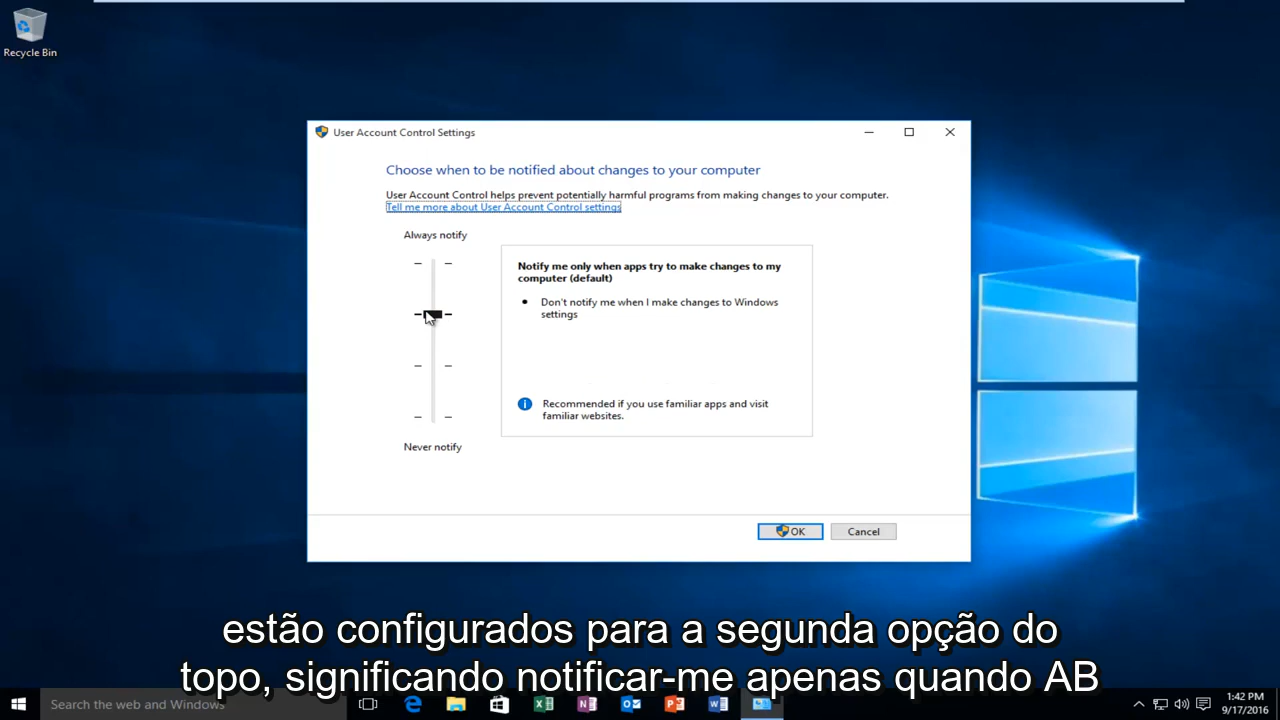 Recycle Bin
User Account Control Settings
Choose when to be notified about changes to your computer
User Account Control helps prevent potentially harmful programs from making changes to your computer.
Tell me more about User Account Control settings
Always notify
Notify me only when apps try to make changes to my
computer (default)
Don't notify me when I make changes to Windows
settings
Recommended if you use familiar apps and visit
familiar websites.
Never notify
OK
Cancel
estão configurados para a segunda opção do
topo, significando notificar-me apenas quando AB
Search the web and Windows
1:42 PM
9/17/2016